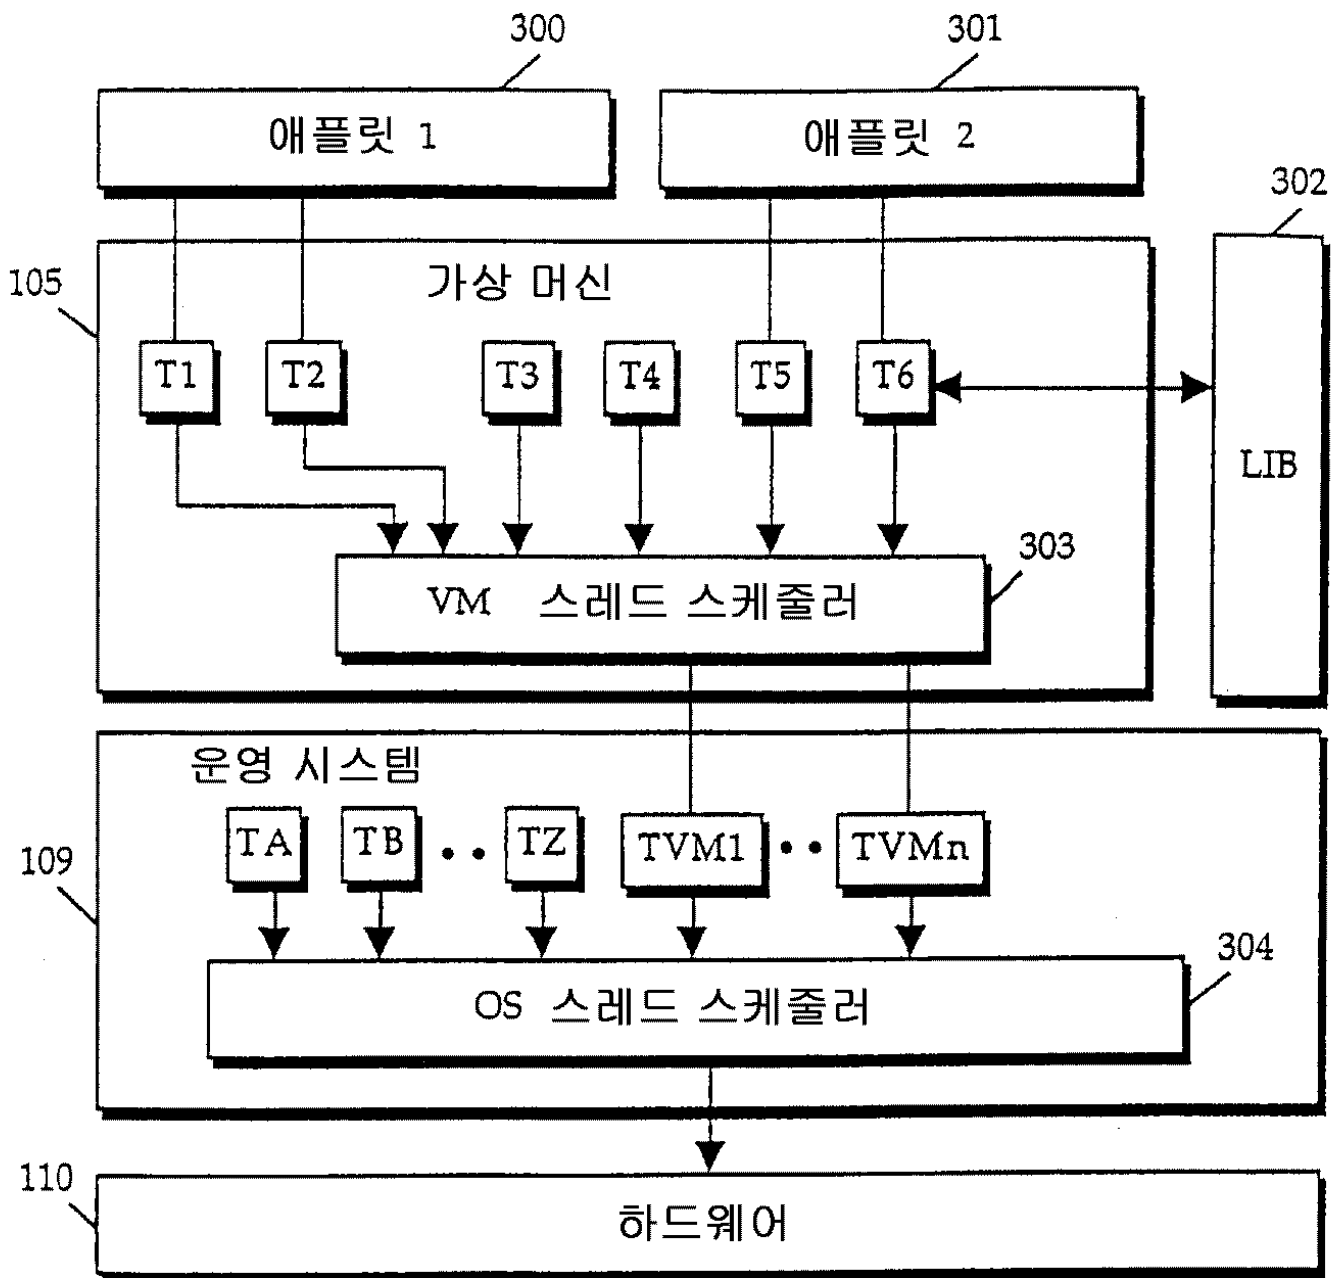 300
301
애플릿 1
애플릿 2
302
105
가상 머신
T1
T2
T3
T4
T5
T6
LIB
303
VM 스레드 스케줄러
운영 시스템
109
TA
TB
• •
TZ
TVM1
• •
TVMn
304
OS 스레드 스케줄러
110
하드웨어